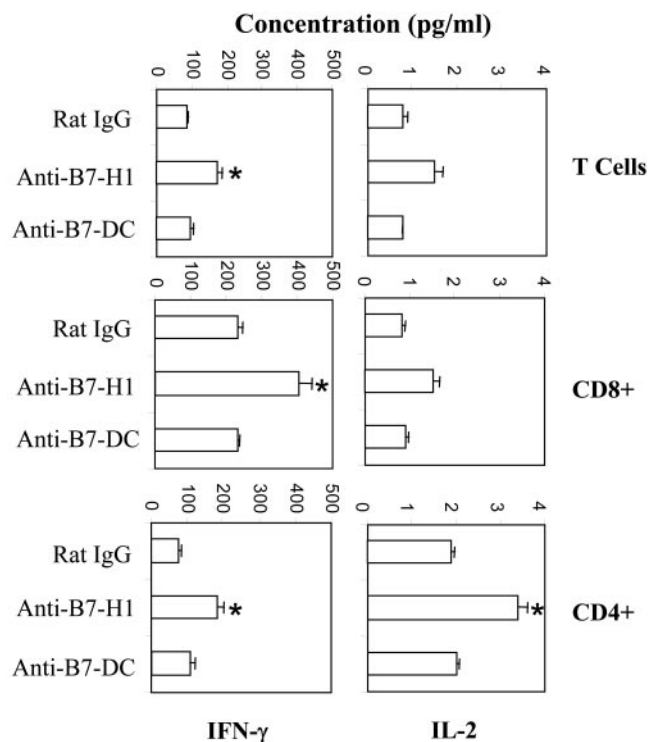 Concentration (pg/ml)
0 100 200 300 400 500
0 1 2 3 4
Rat IgG
Anti-B7-H1
Anti-B7-DC
*
T Cells
0 100 200 300 400 500
0 1 2 3 4
Rat IgG
Anti-B7-H1
Anti-B7-DC
*
CD8+
0 100 200 300 400 500
0 1 2 3 4
Rat IgG
Anti-B7-H1
Anti-B7-DC
*
*
CD4+
IFN-γ
IL-2